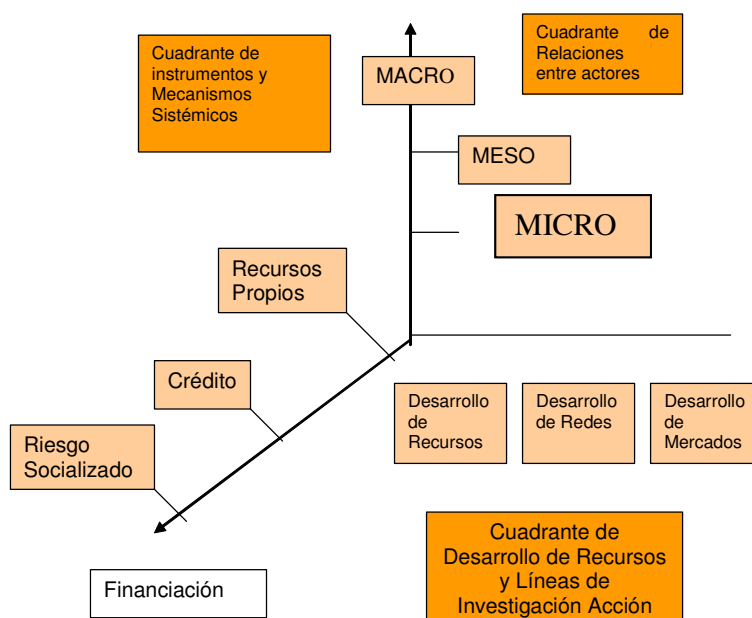 Cuadrante de
instrumentos y
Mecanismos
Sistémicos
Cuadrante de
Relaciones
entre actores
MACRO
MESO
MICRO
Recursos
Propios
Crédito
Riesgo
Socializado
Desarrollo
de
Recursos
Desarrollo
de Redes
Desarrollo
de
Mercados
Financiación
Cuadrante de
Desarrollo de Recursos
y Líneas de
Investigación Acción